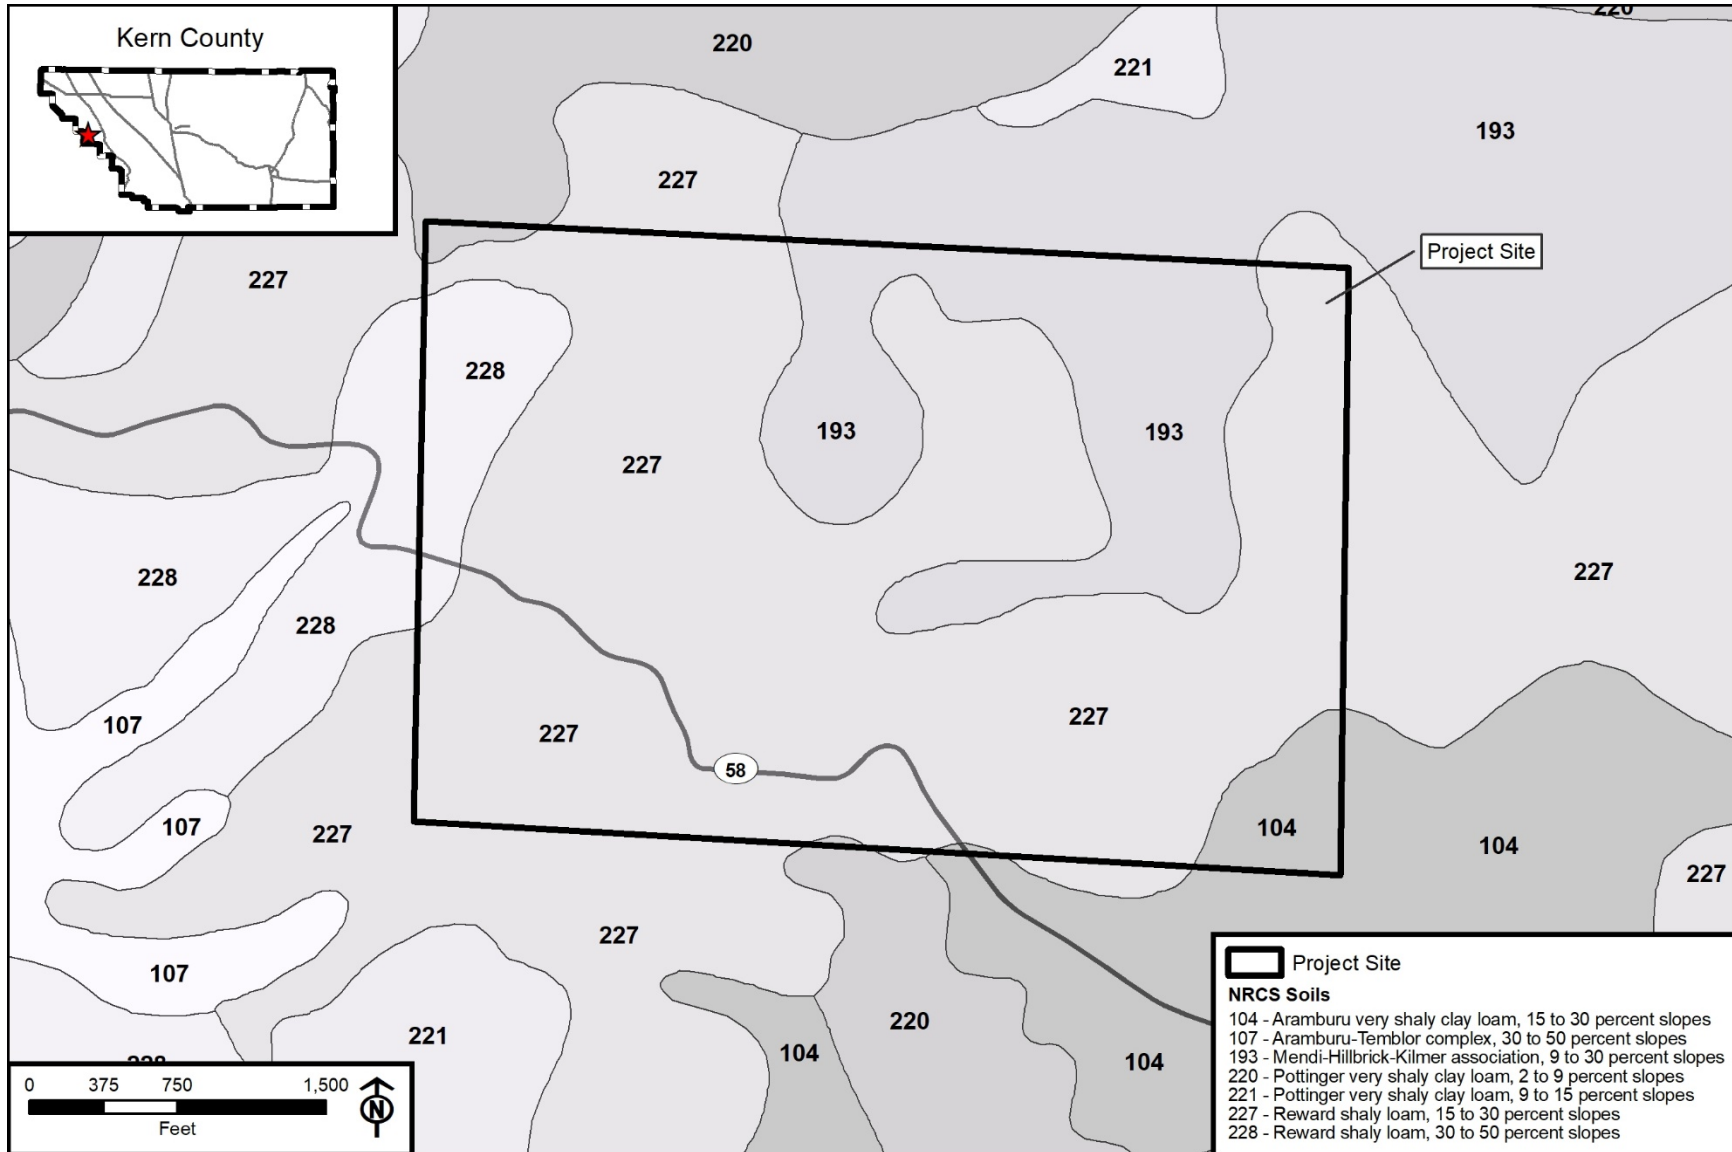 Kern County
220
220
221
193
227
Project Site
227
228
193
193
227
228
227
228
107
227
227
58
107
227
104
104
227
227
107
221
220
104
104
228
0 375 750 1,500
Feet
N
Project Site
NRCS Soils
104 - Aramburu very shaly clay loam, 15 to 30 percent slopes
107 - Aramburu-Temblor complex, 30 to 50 percent slopes
193 - Mendi-Hillbrick-Kilmer association, 9 to 30 percent slopes
220 - Pottinger very shaly clay loam, 2 to 9 percent slopes
221 - Pottinger very shaly clay loam, 9 to 15 percent slopes
227 - Reward shaly loam, 15 to 30 percent slopes
228 - Reward shaly loam, 30 to 50 percent slopes